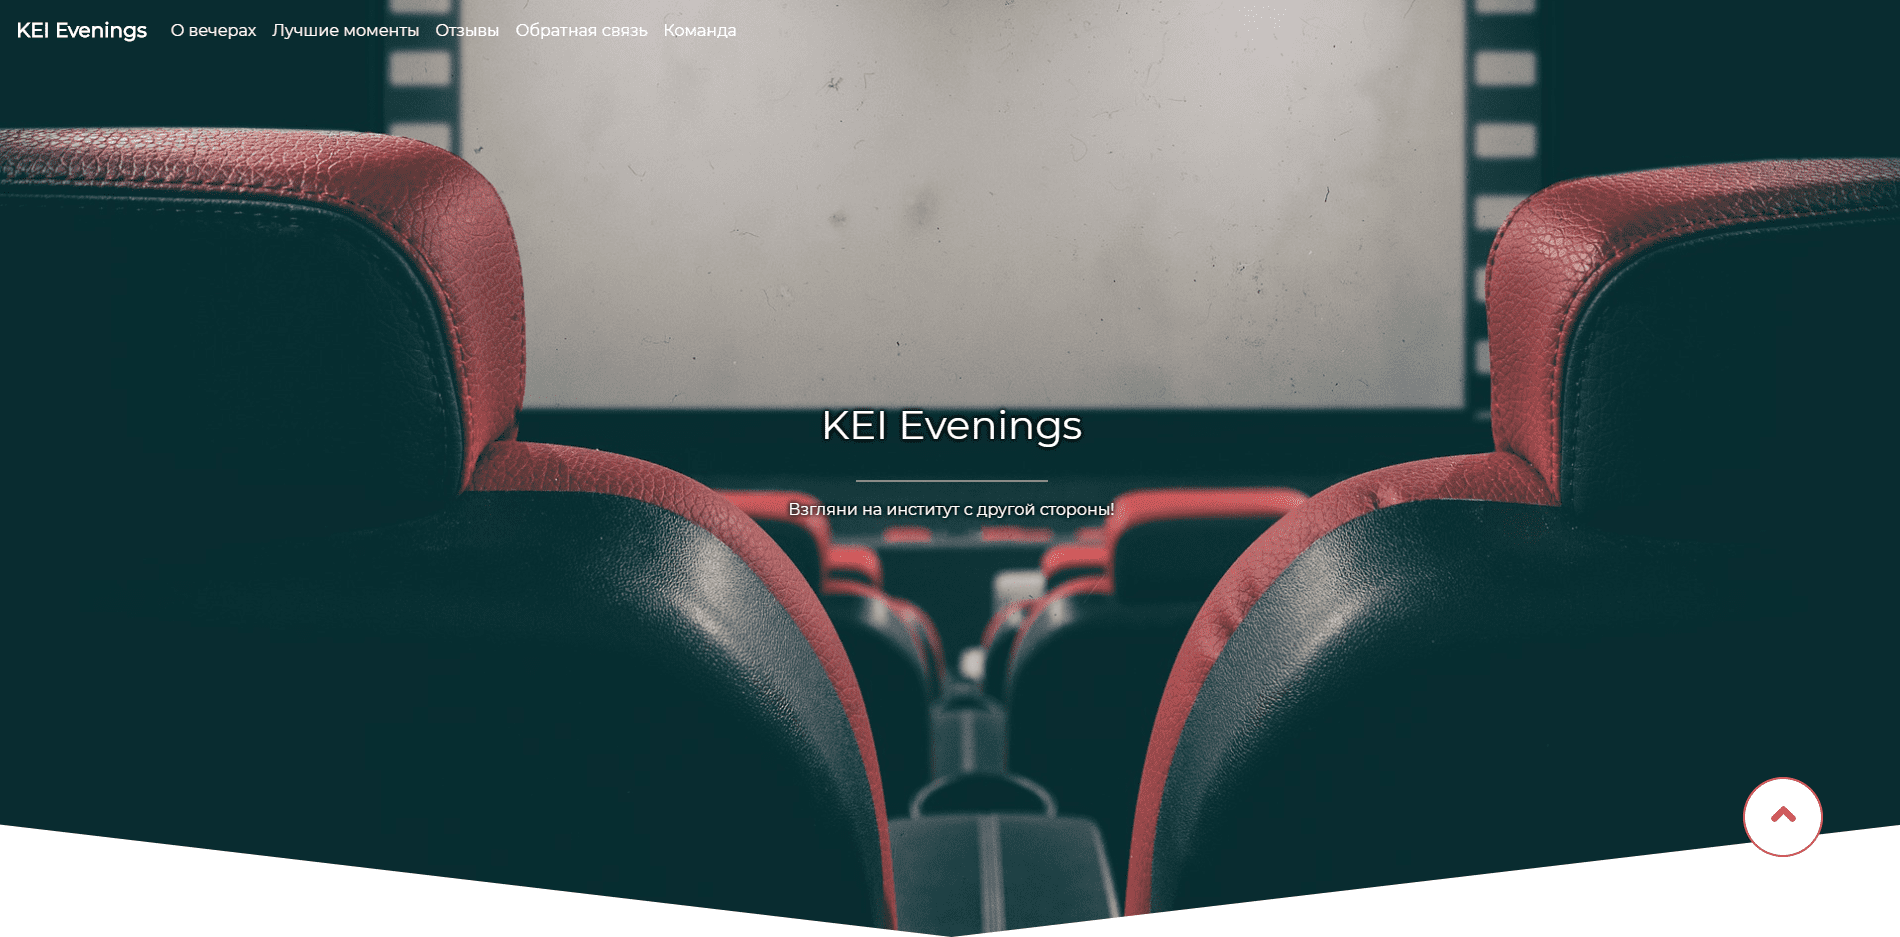 KEI Evenings О вечерах Лучшие моменты Отзывы Обратная связь Команда
KEI Evenings
Взгляни на институт с другой стороны!